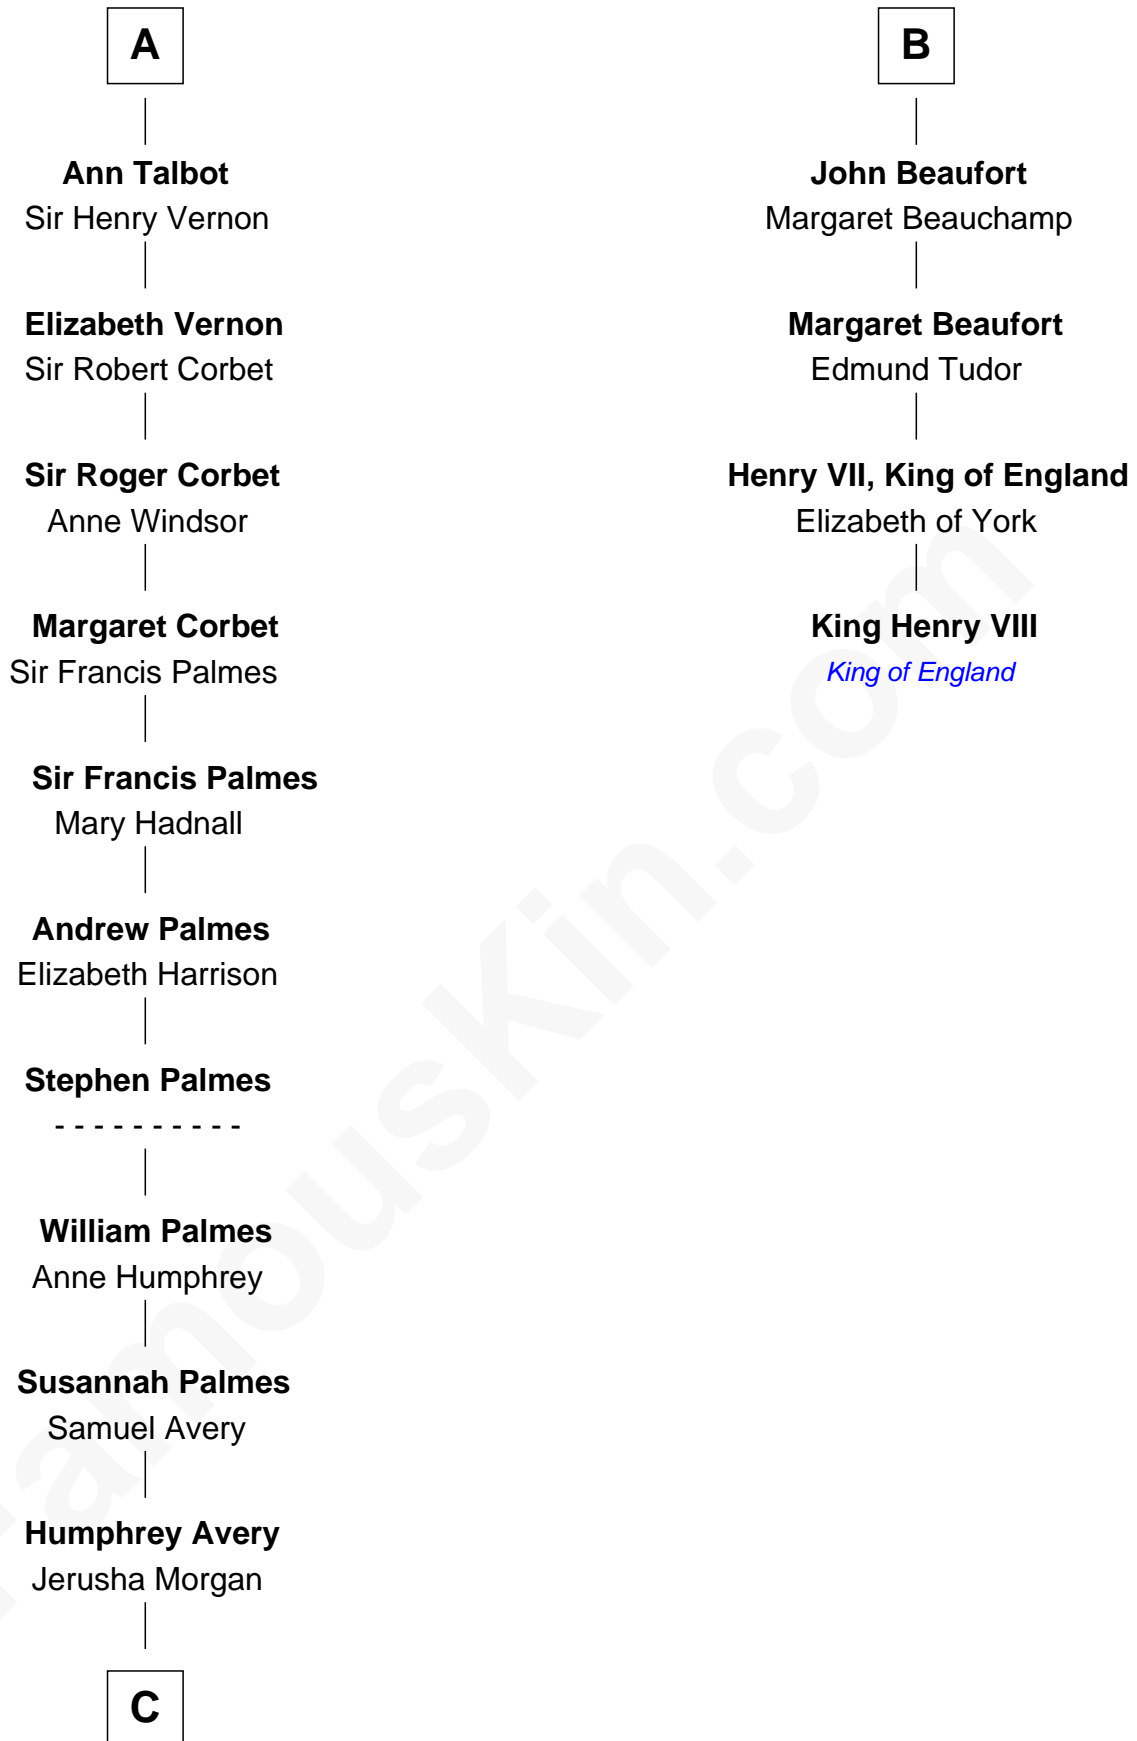 A
Ann Talbot
Sir Henry Vernon
Elizabeth Vernon
Sir Robert Corbet
Sir Roger Corbet
Anne Windsor
Margaret Corbet
Sir Francis Palmes
Sir Francis Palmes
Mary Hadnall
Andrew Palmes
Elizabeth Harrison
Stephen Palmes
- - - - - - - - - -
William Palmes
Anne Humphrey
Susannah Palmes
Samuel Avery
Humphrey Avery
Jerusha Morgan
C
B
John Beaufort
Margaret Beauchamp
Margaret Beaufort
Edmund Tudor
Henry VII, King of England
Elizabeth of York
King Henry VIII
King of England
FamousKin.com